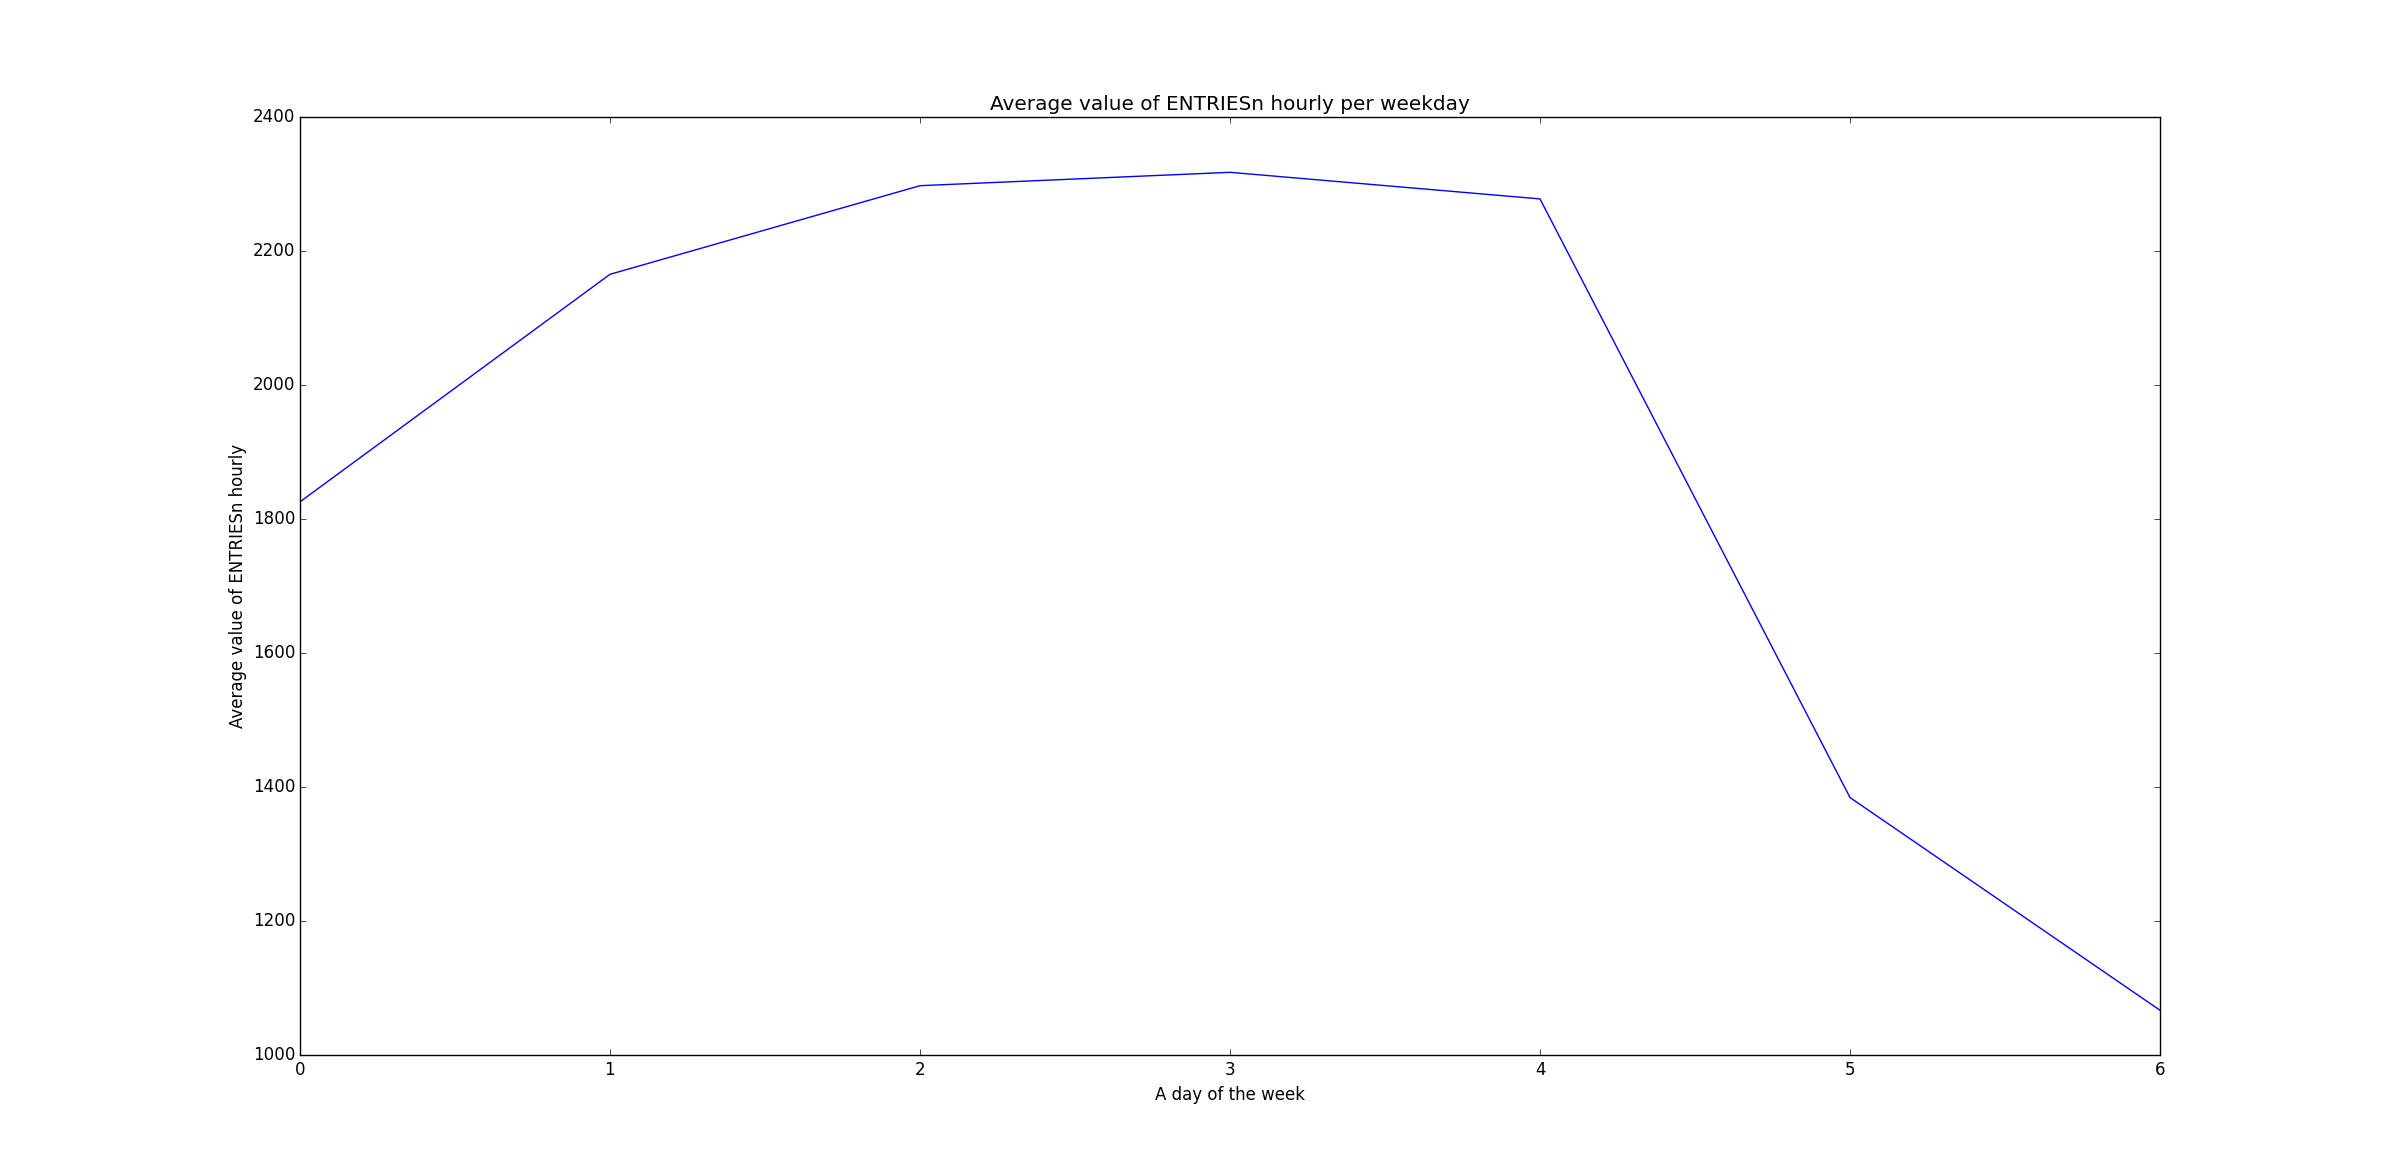 Average value of ENTRIESn hourly per weekday
2400
2200
2000
1800
1600
1400
1200
1000
Average value of ENTRIESn hourly
0 1 2 3 4 5 6
A day of the week